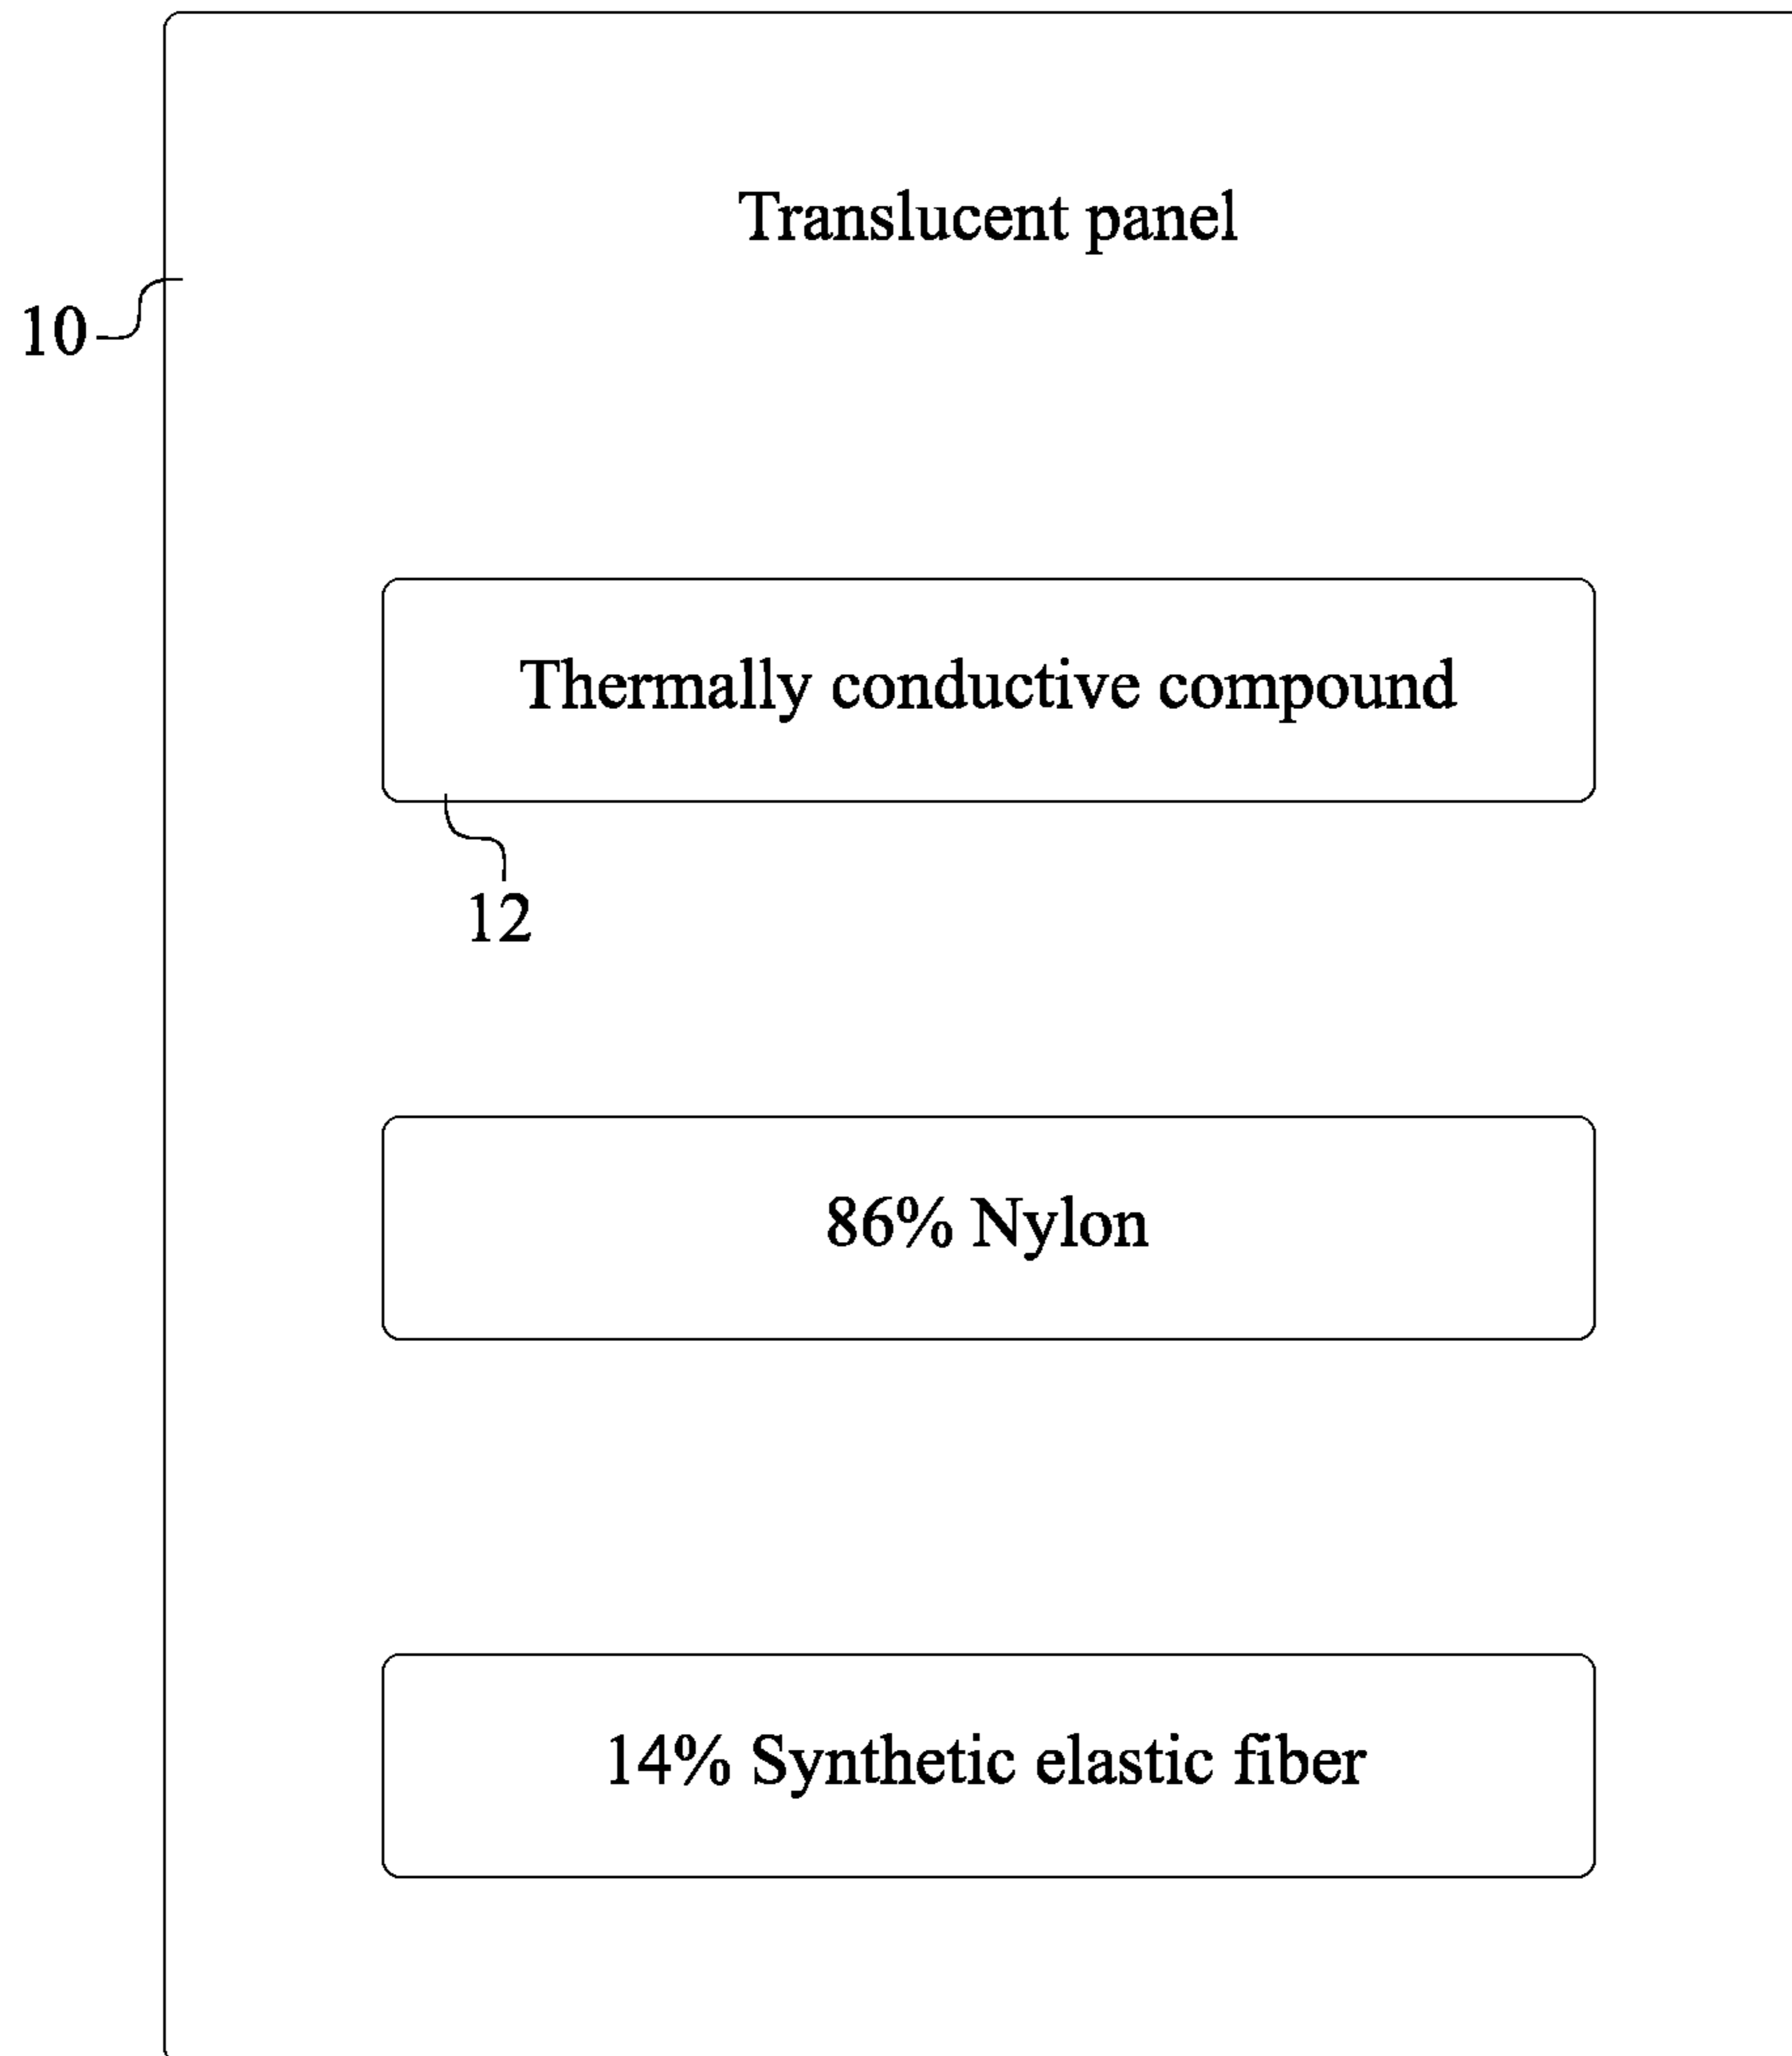 Translucent panel
10
Thermally conductive compound
12
86% Nylon
14% Synthetic elastic fiber